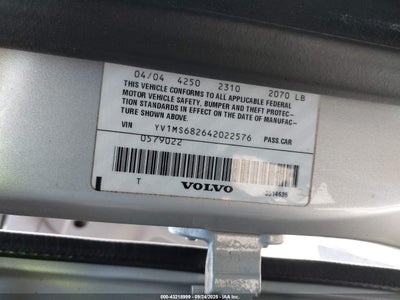 04/04 4250 2310 2070 LB
THIS VEHICLE CONFORMS TO ALL APPLICABLE FEDERAL
MOTOR VEHICLE SAFETY, BUMPER AND THEFT PROTEC-
TION STANDARDS IN EFFECT ON THE DATE OF MANUFAC-
TURE SHOWN ABOVE.
VIN YV1MS682642022576 PASS.CAR
0579022
T VOLVO
000-43218999 - (09/24/2025) - IAA